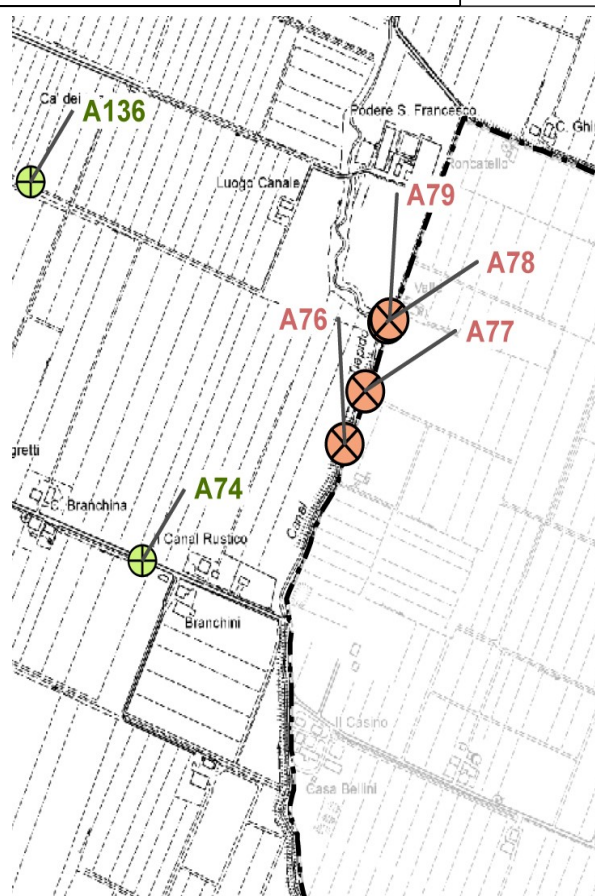 Ca' dei
A136
Podere S. Francesco
C. Ghi
Roncatello
Luogo Canale
A79
A78
Valle
A76
A77
Canal
gretti
A74
C. Branchina
Canal Rustico
Branchini
Il Casino
Casa Bellini